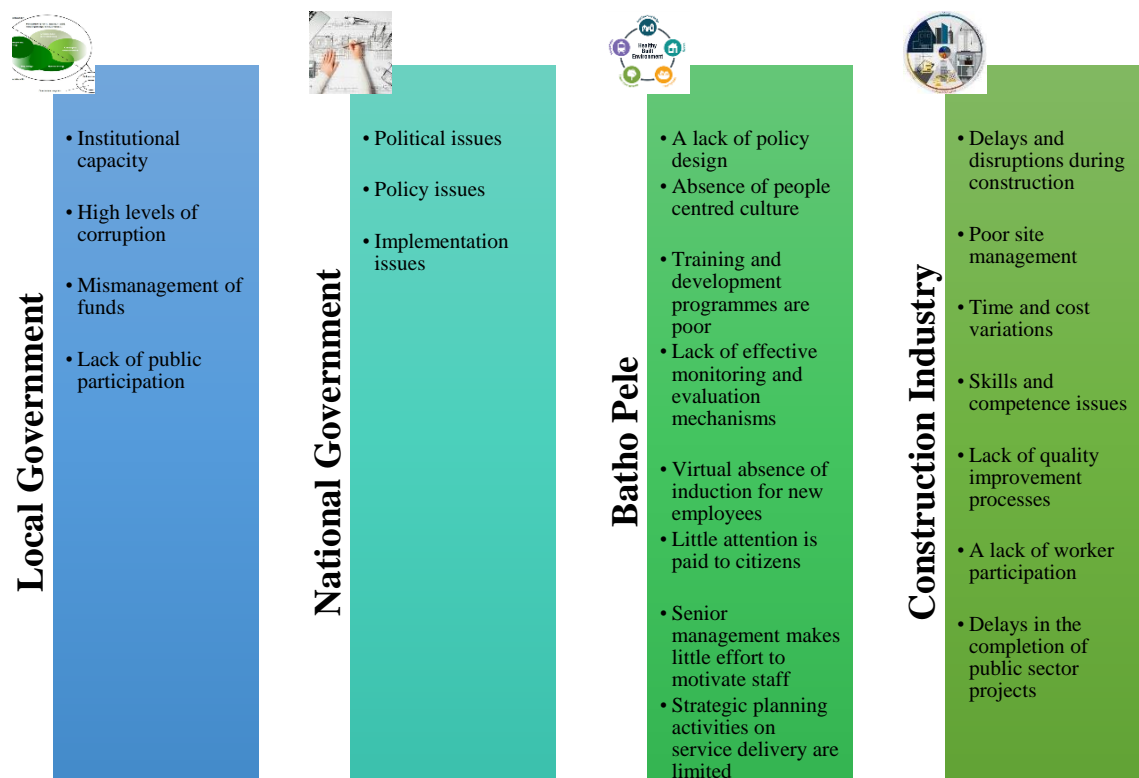 Local Government
• Institutional
capacity
• High levels of
corruption
• Mismanagement of
funds
• Lack of public
participation
National Government
• Political issues
• Policy issues
• Implementation
issues
Healthy
Built
Environment
Batho Pele
• A lack of policy
design
• Absence of people
centred culture
• Training and
development
programmes are
poor
• Lack of effective
monitoring and
evaluation
mechanisms
• Virtual absence of
induction for new
employees
• Little attention is
paid to citizens
• Senior
management makes
little effort to
motivate staff
• Strategic planning
activities on
service delivery are
limited
Construction Industry
• Delays and
disruptions during
construction
• Poor site
management
• Time and cost
variations
• Skills and
competence issues
• Lack of quality
improvement
processes
• A lack of worker
participation
• Delays in the
completion of
public sector
projects